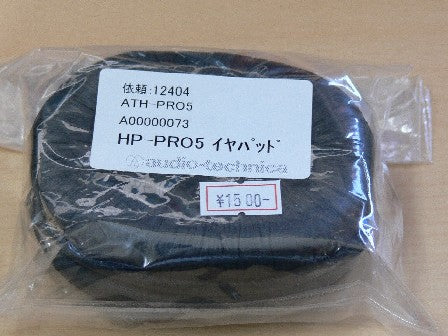 依頼:12404
ATH-PRO5
A00000073
HP-PRO5 ｲﾔﾊﾟｯﾄﾞ
audio-technica
¥1500-